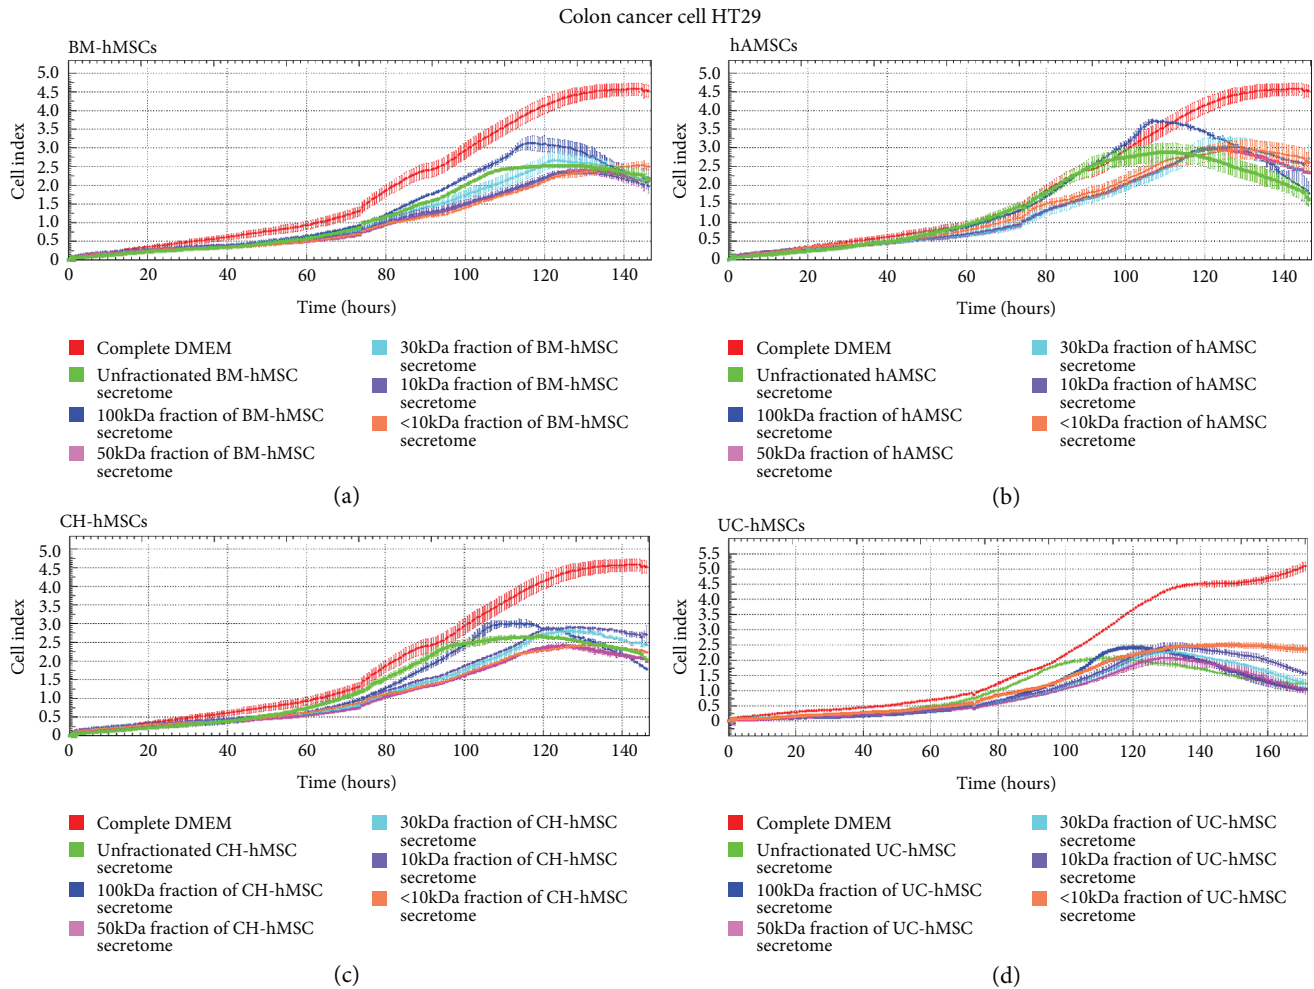 Colon cancer cell HT29
BM-hMSCs
5.0
4.5
4.0
3.5
3.0
2.5
2.0
1.5
1.0
0.5
0
Cell index
0 20 40 60 80 100 120 140
Time (hours)
Complete DMEM
Unfractionated BM-hMSC
secretome
100kDa fraction of BM-hMSC
secretome
50kDa fraction of BM-hMSC
secretome
30kDa fraction of BM-hMSC
secretome
10kDa fraction of BM-hMSC
secretome
<10kDa fraction of BM-hMSC
secretome
(a)
hAMSCs
5.0
4.5
4.0
3.5
3.0
2.5
2.0
1.5
1.0
0.5
0
Cell index
0 20 40 60 80 100 120 140
Time (hours)
Complete DMEM
Unfractionated hAMSC
secretome
100kDa fraction of hAMSC
secretome
50kDa fraction of hAMSC
secretome
30kDa fraction of hAMSC
secretome
10kDa fraction of hAMSC
secretome
<10kDa fraction of hAMSC
secretome
(b)
CH-hMSCs
5.0
4.5
4.0
3.5
3.0
2.5
2.0
1.5
1.0
0.5
0
Cell index
0 20 40 60 80 100 120 140
Time (hours)
Complete DMEM
Unfractionated CH-hMSC
secretome
100kDa fraction of CH-hMSC
secretome
50kDa fraction of CH-hMSC
secretome
30kDa fraction of CH-hMSC
secretome
10kDa fraction of CH-hMSC
secretome
<10kDa fraction of CH-hMSC
secretome
(c)
UC-hMSCs
5.5
5.0
4.5
4.0
3.5
3.0
2.5
2.0
1.5
1.0
0.5
0
Cell index
0 20 40 60 80 100 120 140 160
Time (hours)
Complete DMEM
Unfractionated UC-hMSC
secretome
100kDa fraction of UC-hMSC
secretome
50kDa fraction of UC-hMSC
secretome
30kDa fraction of UC-hMSC
secretome
10kDa fraction of UC-hMSC
secretome
<10kDa fraction of UC-hMSC
secretome
(d)